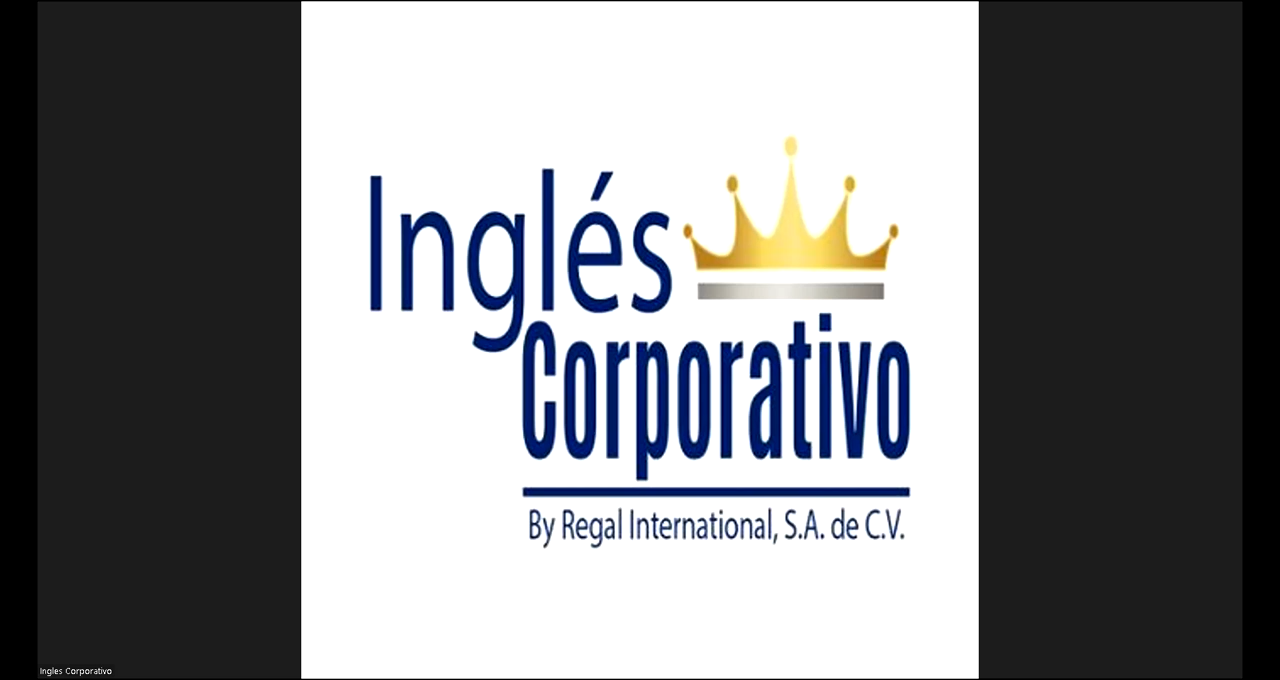 Inglés
Corporativo
By Regal International, S.A. de C.V.
Ingles Corporativo